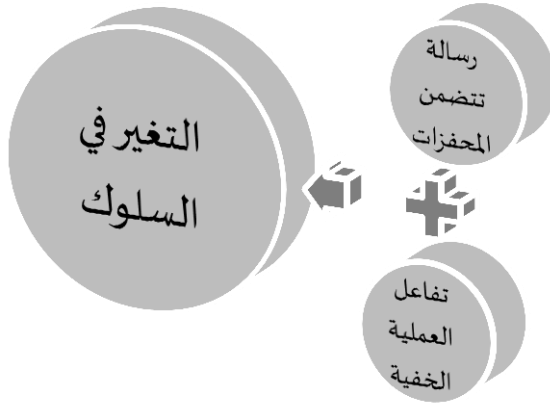 رسالة
تتضمن
المحفزات
التغير في
السلوك
تفاعل
العملية
الخفية